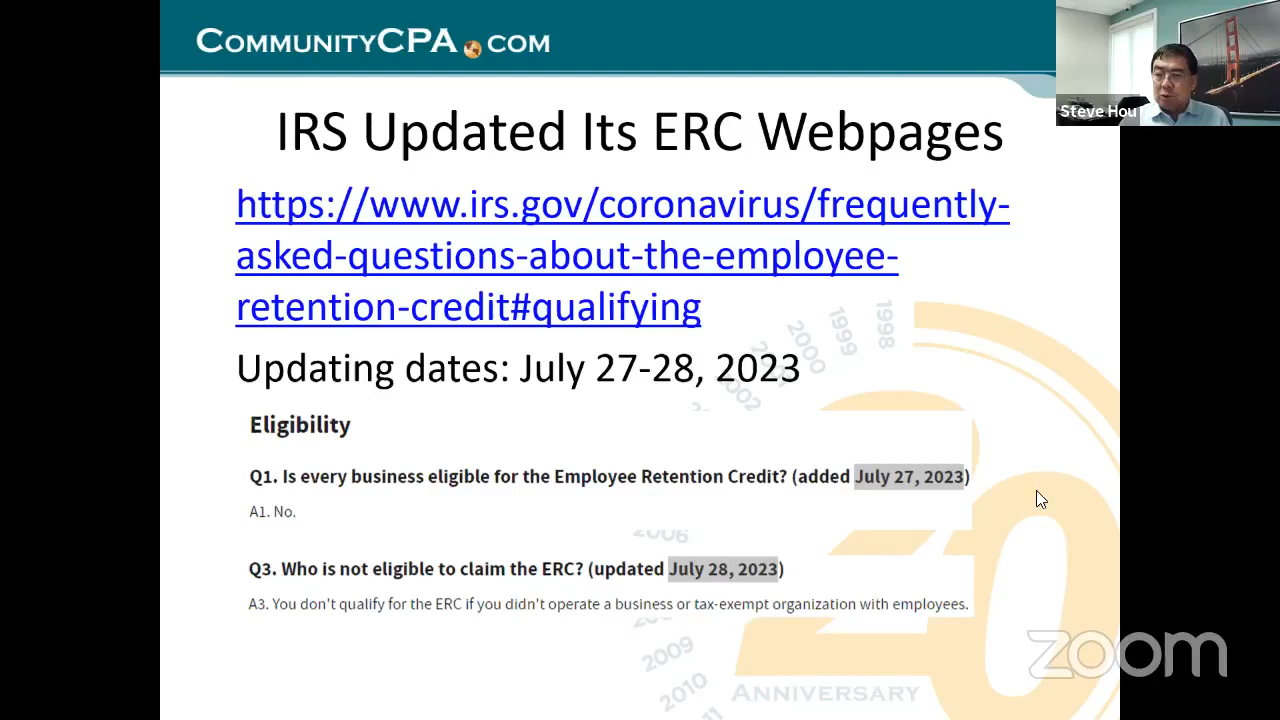 COMMUNITYCPA.COM
Steve Hou
IRS Updated Its ERC Webpages
https://www.irs.gov/coronavirus/frequently-
asked-questions-about-the-employee-
retention-credit#qualifying
1998
1999
2000
2002
Updating dates: July 27-28, 2023
Eligibility
Q1. Is every business eligible for the Employee Retention Credit? (added July 27, 2023)
A1. No.
2006
Q3. Who is not eligible to claim the ERC? (updated July 28, 2023)
A3. You don't qualify for the ERC if you didn't operate a business or tax-exempt organization with employees.
2009
2010
20
ANNIVERSARY
zoom